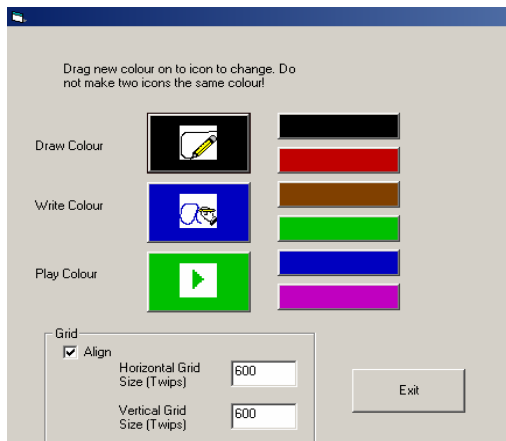 Drag new colour on to icon to change. Do
not make two icons the same colour!
Draw Colour
Write Colour
Play Colour
Grid
Align
Horizontal Grid
Size (Twips)
600
Vertical Grid
Size (Twips)
600
Exit